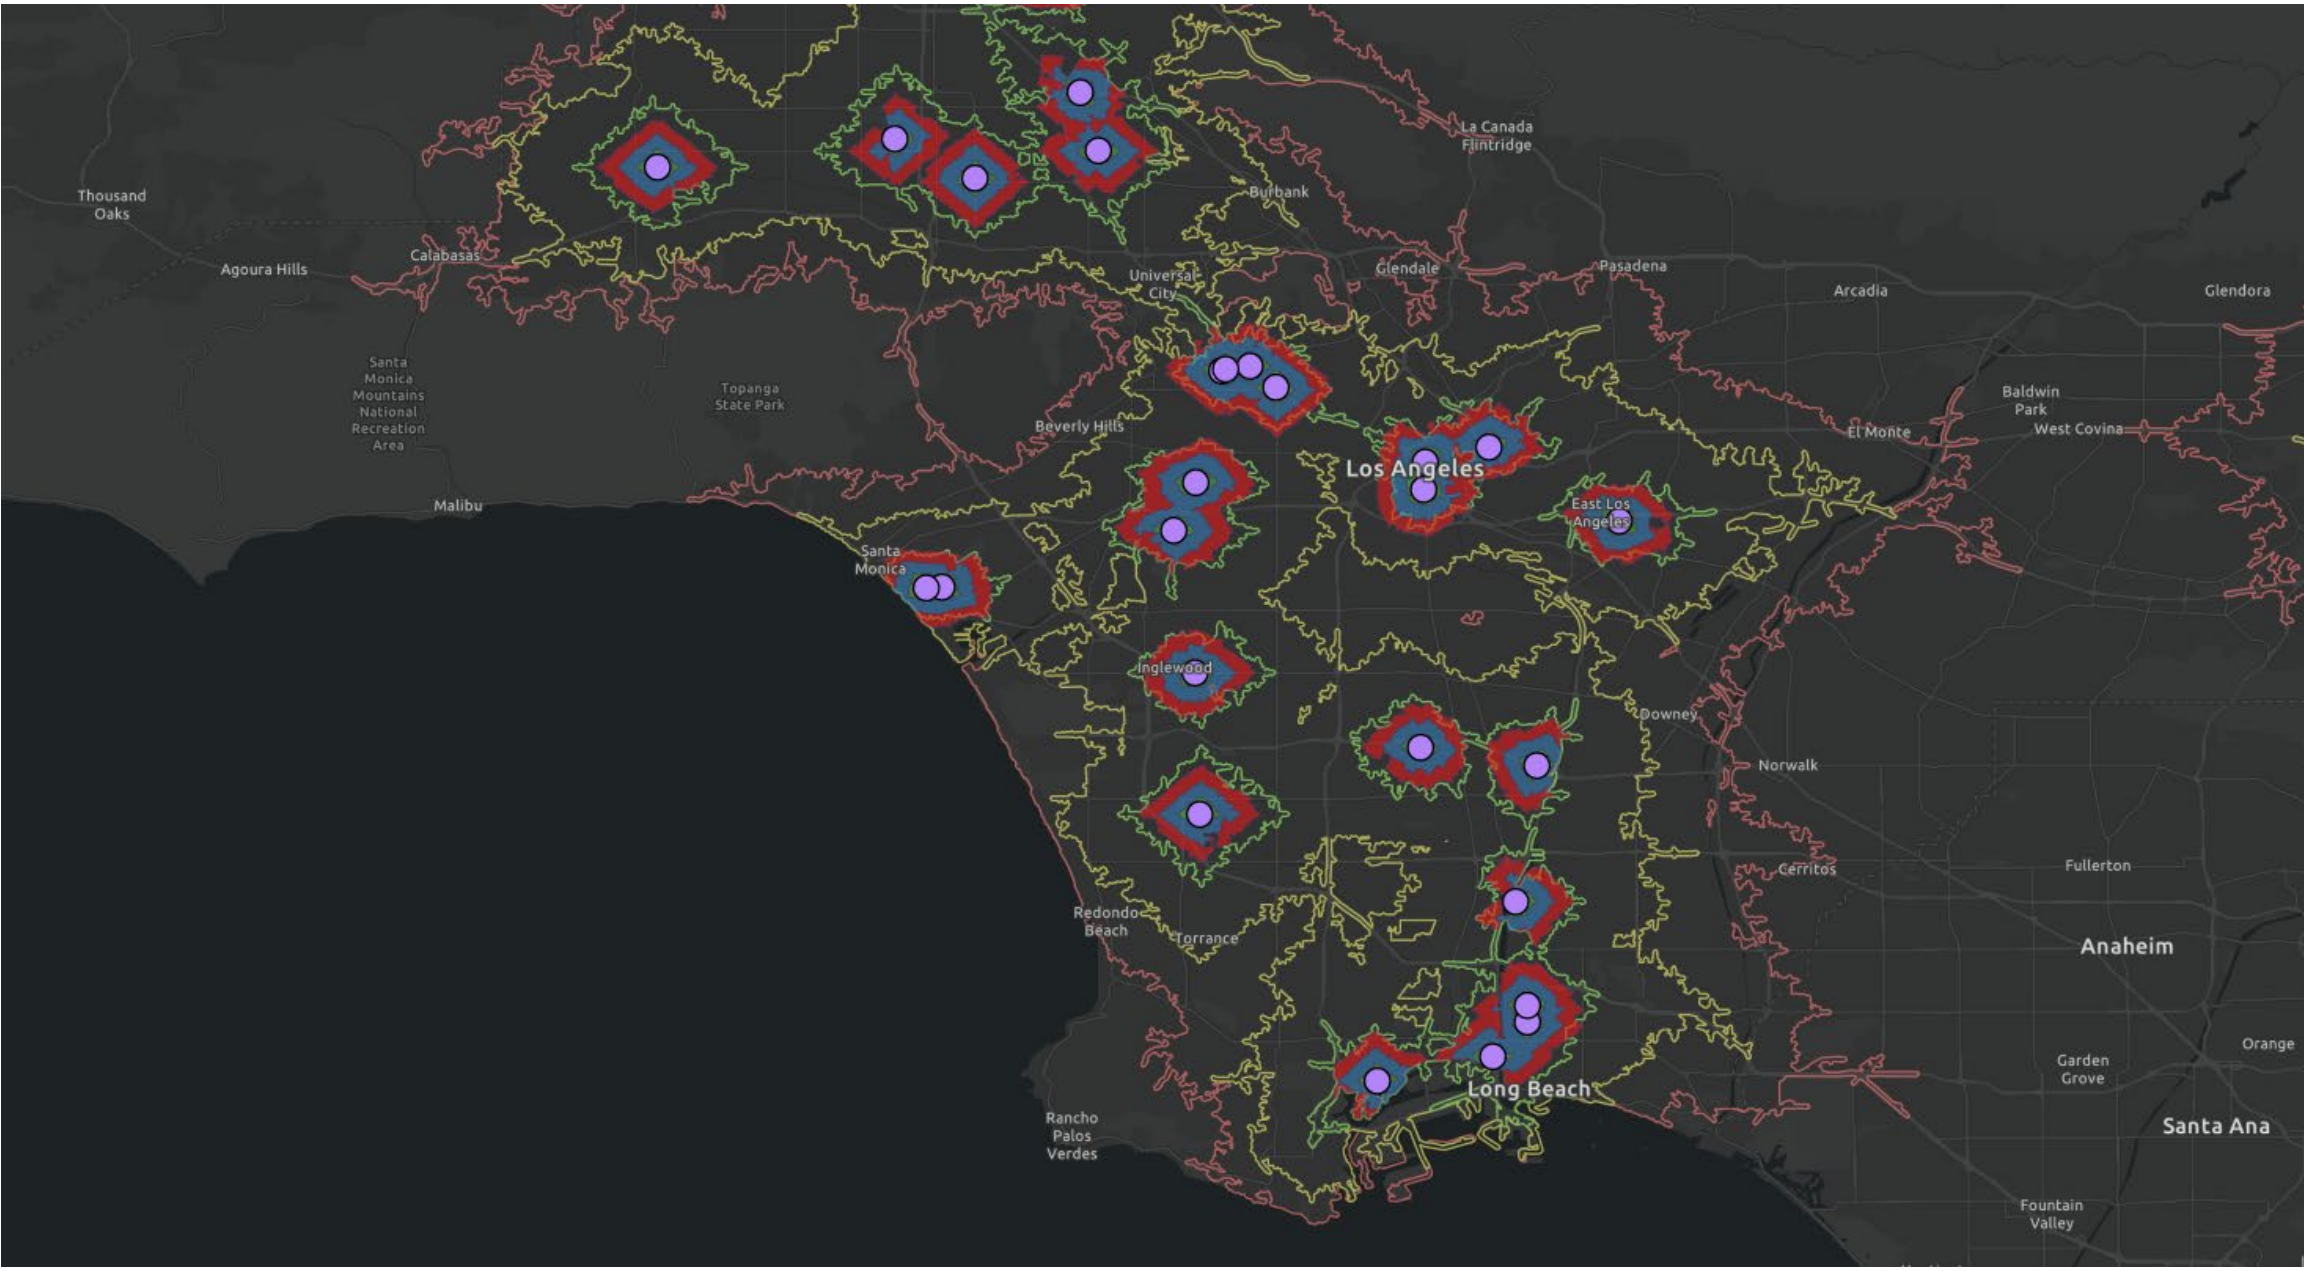 La Canada
Flintridge
Thousand
Oaks
Burbank
Calabasas
Agoura Hills
Universal
City
Glendale
Pasadena
Arcadia
Glendora
Santa
Monica
Mountains
National
Recreation
Area
Topanga
State Park
Beverly Hills
Baldwin
Park
West Covina
El Monte
Los Angeles
Malibu
East Los
Angeles
Santa
Monica
Inglewood
Downey
Norwalk
Cerritos
Fullerton
Redondo
Beach
Torrance
Anaheim
Orange
Garden
Grove
Long Beach
Rancho
Palos
Verdes
Santa Ana
Fountain
Valley